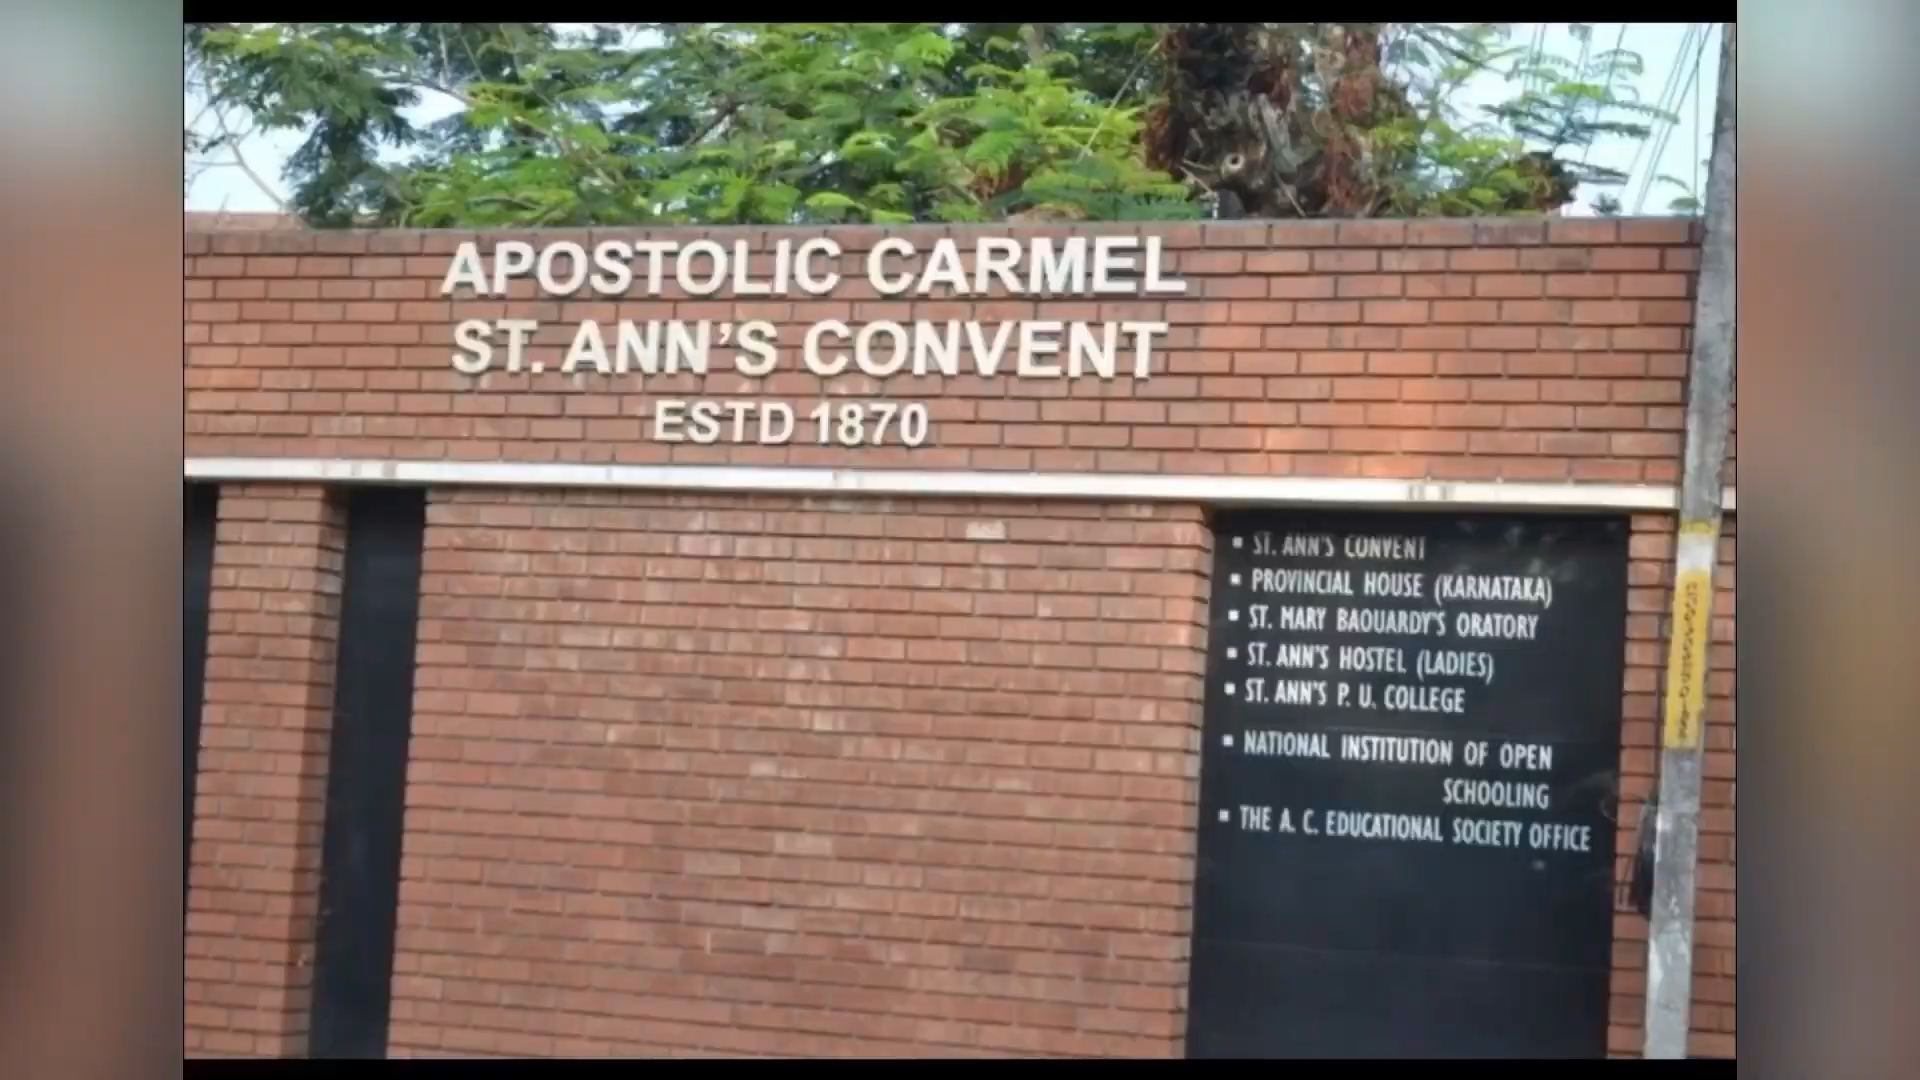 APOSTOLIC CARMEL
ST. ANN'S CONVENT
ESTD 1870
▪ ST. ANN'S CONVENT
▪ PROVINCIAL HOUSE (KARNATAKA)
▪ ST. MARY BAOUARDY'S ORATORY
▪ ST. ANN'S HOSTEL (LADIES)
▪ ST. ANN'S P. U. COLLEGE
▪ NATIONAL INSTITUTION OF OPEN
SCHOOLING
▪ THE A. C. EDUCATIONAL SOCIETY OFFICE